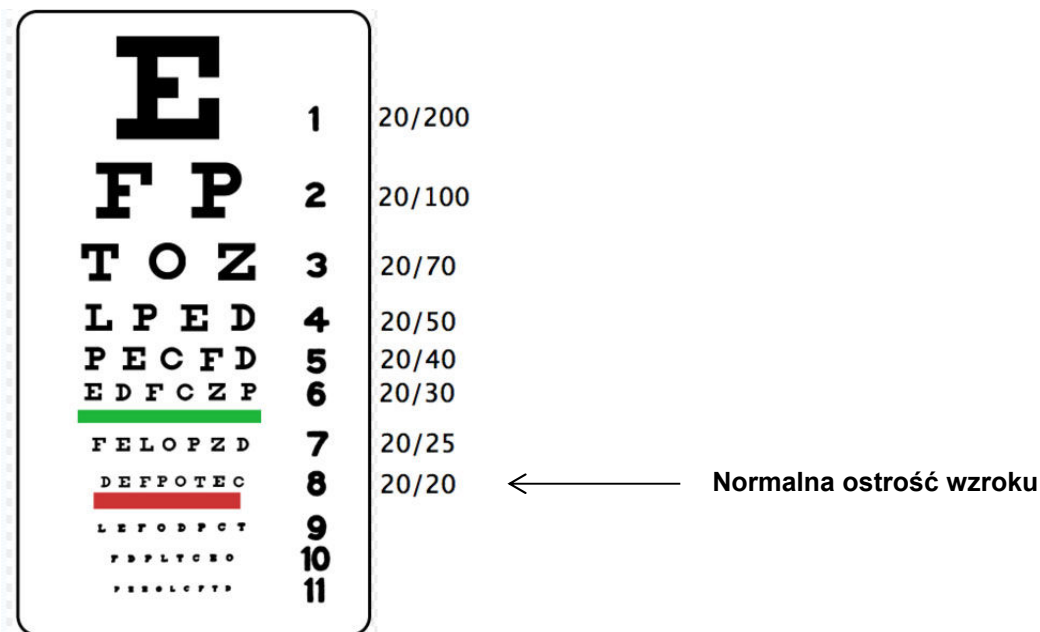 E 1 20/200
F P 2 20/100
T O Z 3 20/70
L P E D 4 20/50
P E C F D 5 20/40
E D F C Z P 6 20/30
F E L O P Z D 7 20/25
D E F P O T E C 8 20/20 Normalna ostrość wzroku
L E F O D P C T 9
F D P L T C E O 10
P E Z O L C F T D 11